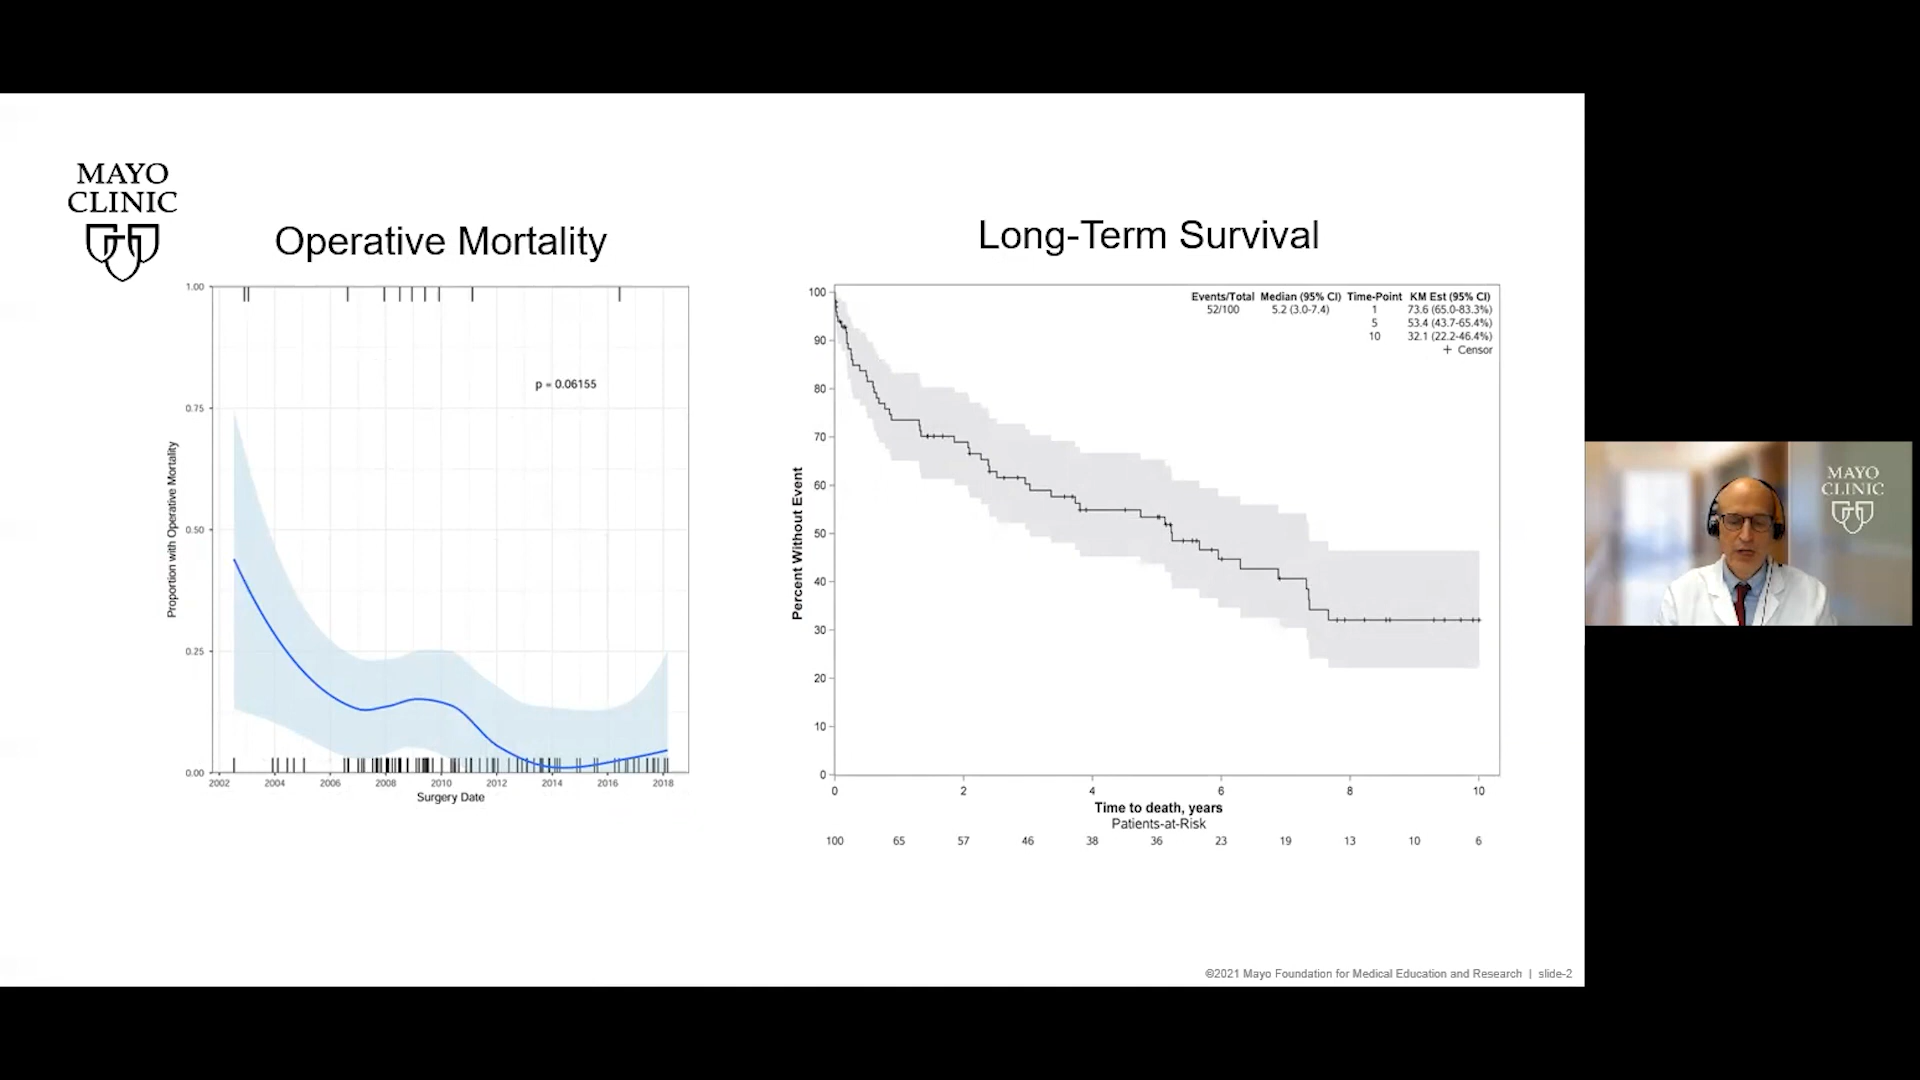 MAYO
CLINIC
Operative Mortality
1.00
0.75
0.50
0.25
0.00
Proportion with Operative Mortality
p = 0.06155
2002 2004 2006 2008 2010 2012 2014 2016 2018
Surgery Date
Long-Term Survival
Events/Total Median (95% CI) Time-Point KM Est (95% CI)
52/100 5.2 (3.0-7.4) 1 73.6 (65.0-83.3%)
5 53.4 (43.7-65.4%)
10 32.1 (22.2-46.4%)
+ Censor
100
90
80
70
60
50
40
30
20
10
0
Percent Without Event
0 2 4 6 8 10
Time to death, years
Patients-at-Risk
100 65 57 46 38 36 23 19 13 10 6
©2021 Mayo Foundation for Medical Education and Research | slide-2
MAYO
CLINIC